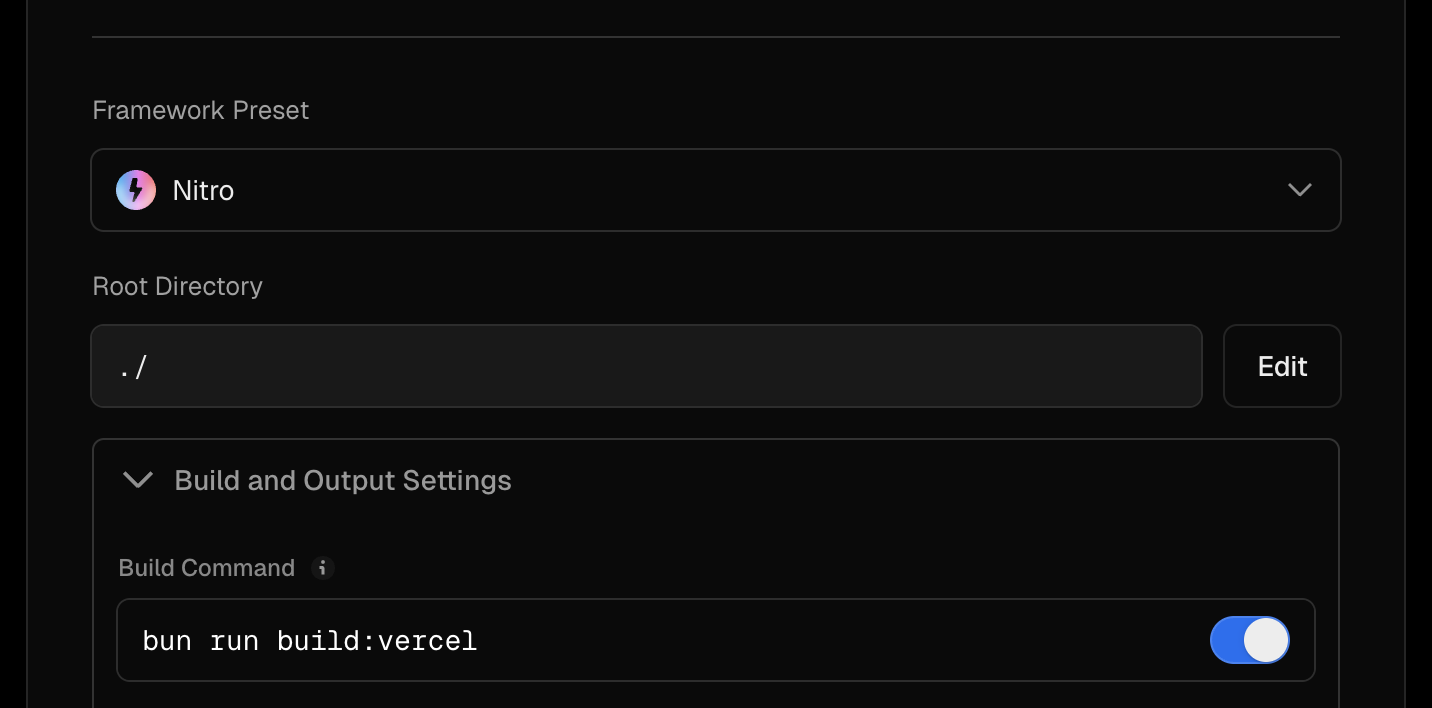 Framework Preset
Nitro
Root Directory
./
Edit
Build and Output Settings
Build Command
bun run build:vercel